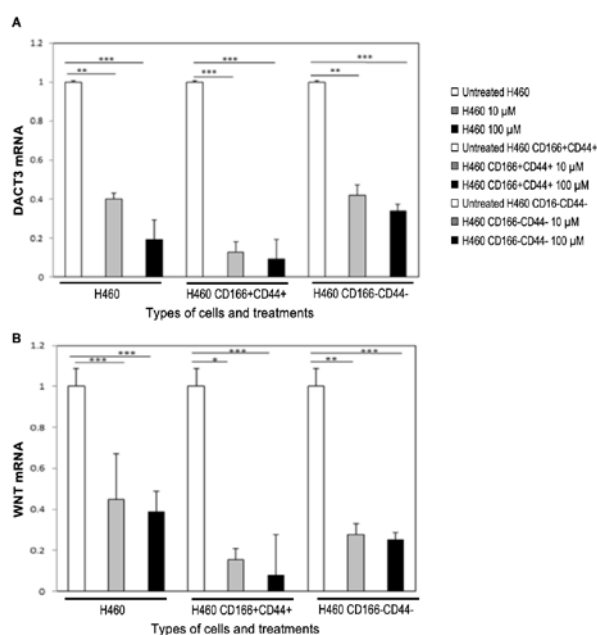 A
1.2
1
0.8
0.6
0.4
0.2
0
DACT3 mRNA
*** *** ***
** *** **
H460 H460 CD166+CD44+ H460 CD166-CD44-
Types of cells and treatments
Untreated H460
H460 10 µM
H460 100 µM
Untreated H460 CD166+CD44+
H460 CD166+CD44+ 10 µM
H460 CD166+CD44+ 100 µM
Untreated H460 CD16-CD44-
H460 CD166-CD44- 10 µM
H460 CD166-CD44- 100 µM
B
1.2
1
0.8
0.6
0.4
0.2
0
WNT mRNA
*** *** ***
*** * **
H460 H460 CD166+CD44+ H460 CD166-CD44-
Types of cells and treatments